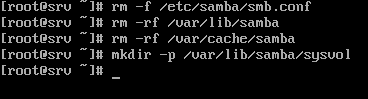 [root@srv ~]# rm -f /etc/samba/smb.conf
[root@srv ~]# rm -rf /var/lib/samba
[root@srv ~]# rm -rf /var/cache/samba
[root@srv ~]# mkdir -p /var/lib/samba/sysvol
[root@srv ~]# _